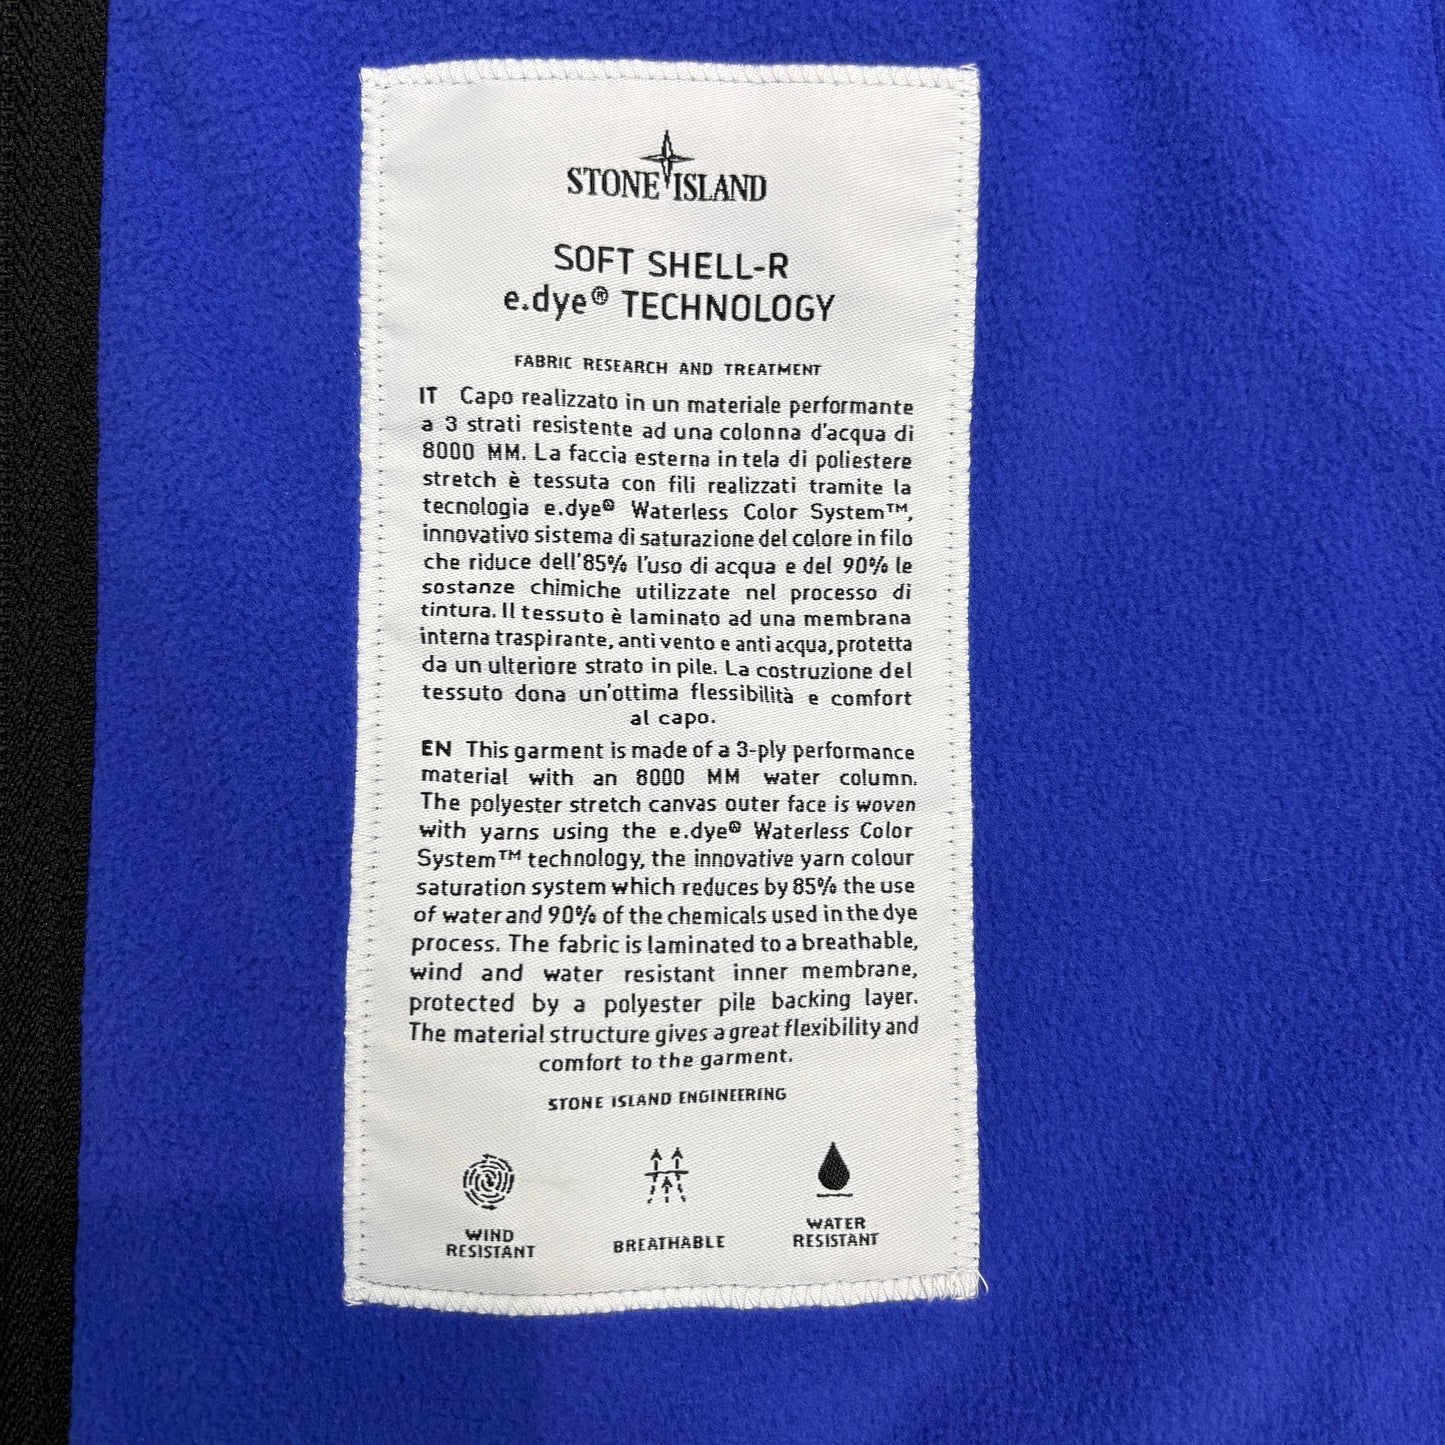 STONE ISLAND
SOFT SHELL-R
e.dye® TECHNOLOGY
FABRIC RESEARCH AND TREATMENT
IT Capo realizzato in un materiale performante
a 3 strati resistente ad una colonna d'acqua di
8000 MM. La faccia esterna in tela di poliestere
stretch è tessuta con fili realizzati tramite la
tecnologia e.dye® Waterless Color System™,
innovativo sistema di saturazione del colore in filo
che riduce dell'85% l'uso di acqua e del 90% le
sostanze chimiche utilizzate nel processo di
tintura. Il tessuto è laminato ad una membrana
interna traspirante, anti vento e anti acqua, protetta
da un ulteriore strato in pile. La costruzione del
tessuto dona un'ottima flessibilità e comfort
al capo.
EN This garment is made of a 3-ply performance
material with an 8000 MM water column.
The polyester stretch canvas outer face is woven
with yarns using the e.dye® Waterless Color
System™ technology, the innovative yarn colour
saturation system which reduces by 85% the use
of water and 90% of the chemicals used in the dye
process. The fabric is laminated to a breathable,
wind and water resistant inner membrane,
protected by a polyester pile backing layer.
The material structure gives a great flexibility and
comfort to the garment.
STONE ISLAND ENGINEERING
WIND
RESISTANT
BREATHABLE
WATER
RESISTANT